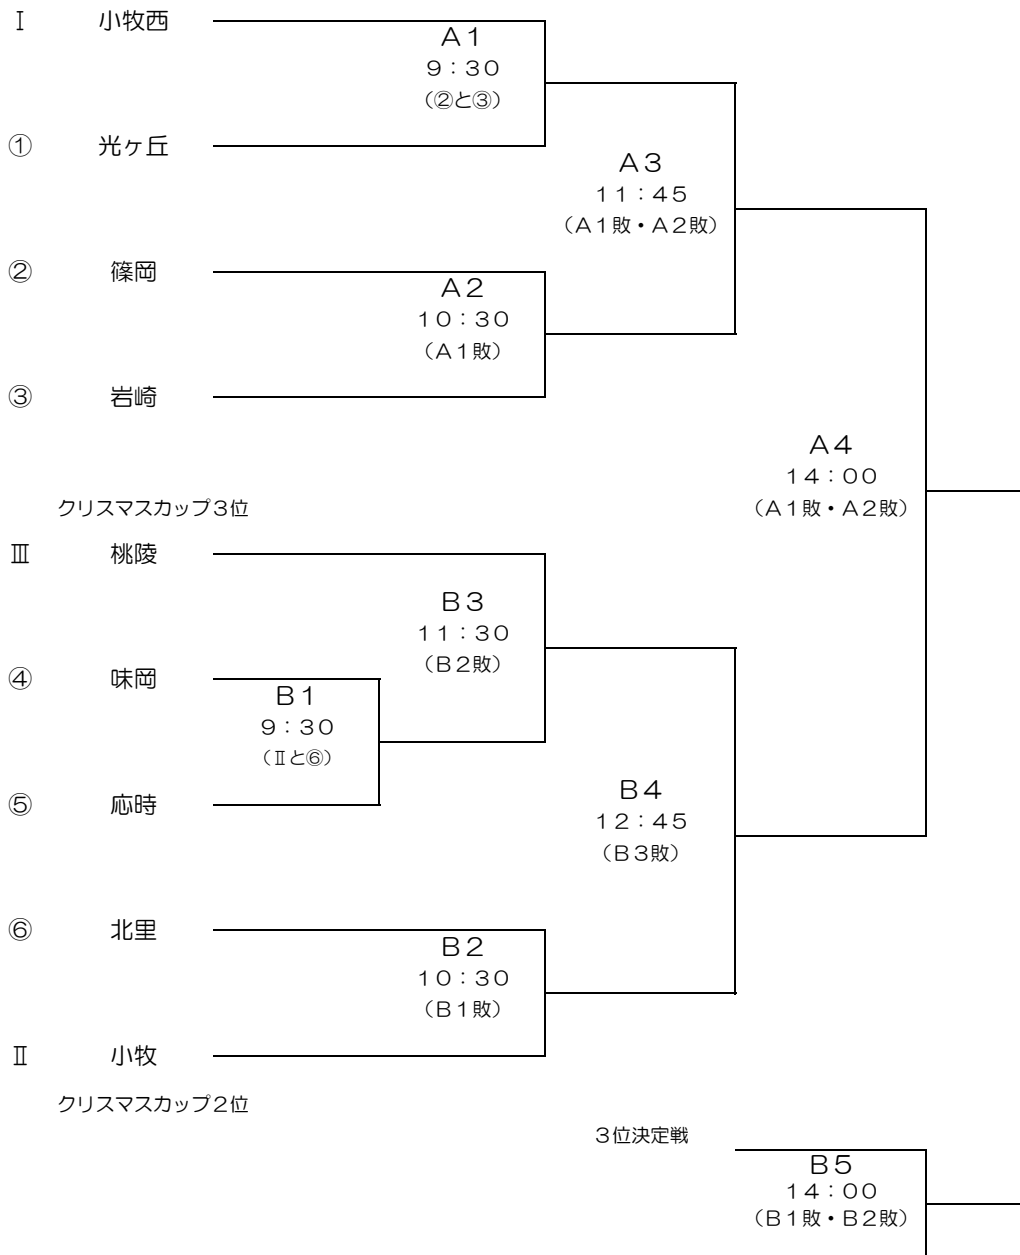 Ⅰ 小牧西
A1
9：30
（②と③）
① 光ヶ丘
A3
11：45
（A1敗・A2敗）
② 篠岡
A2
10：30
（A1敗）
③ 岩崎
A4
14：00
（A1敗・A2敗）
クリスマスカップ3位
Ⅲ 桃陵
B3
11：30
（B2敗）
④ 味岡
B1
9：30
（Ⅱと⑥）
⑤ 応時
B4
12：45
（B3敗）
⑥ 北里
B2
10：30
（B1敗）
Ⅱ 小牧
クリスマスカップ2位
3位決定戦
B5
14：00
（B1敗・B2敗）